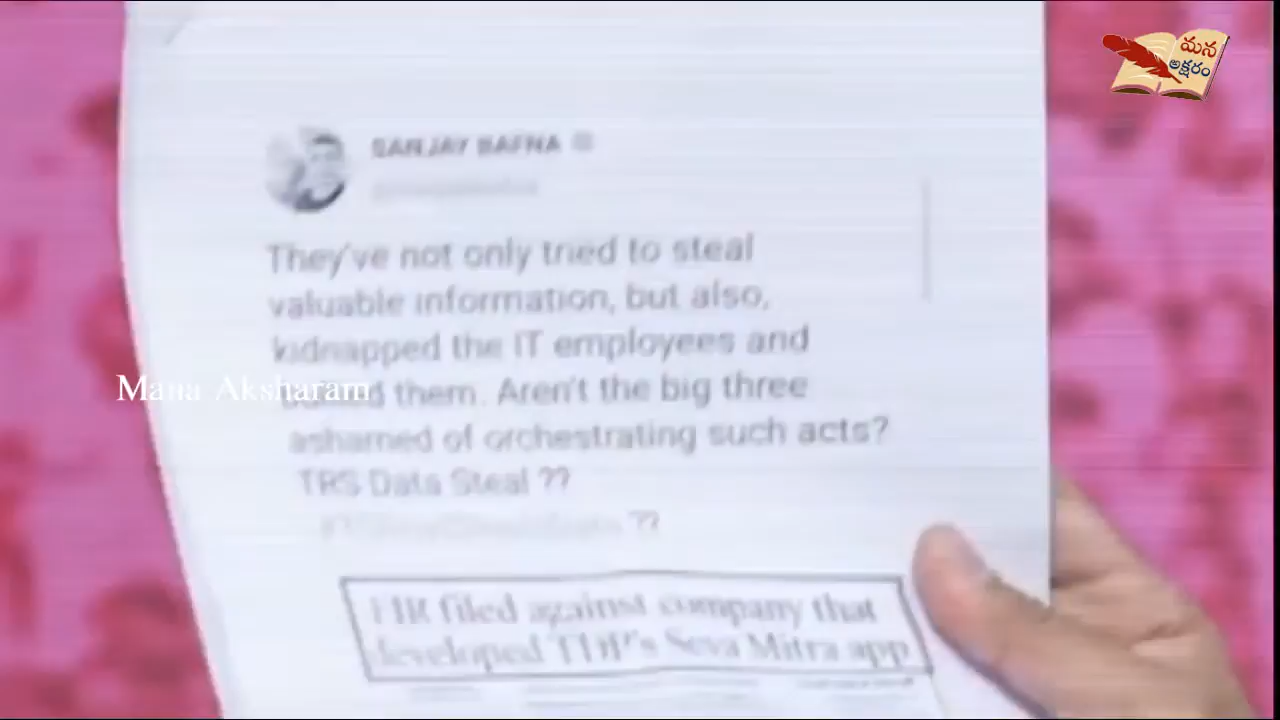 మన
అక్షరం
SANJAY BAFNA
They've not only tried to steal
valuable information, but also,
kidnapped the IT employees and
them. Aren't the big three
Mana Aksharam
ashamed of orchestrating such acts?
TRS Data Steal ??
??
FIR filed against company that
developed TDP's Seva Mitra app